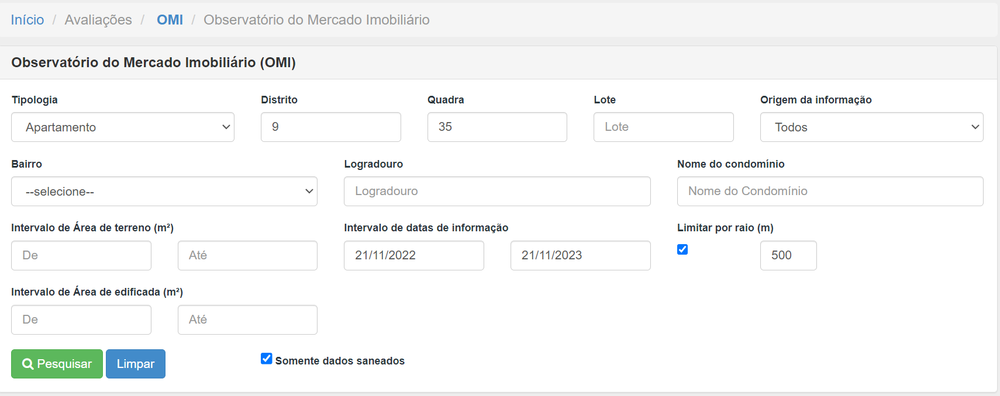 Início / Avaliações / OMI / Observatório do Mercado Imobiliário
Observatório do Mercado Imobiliário (OMI)
Tipologia Distrito Quadra Lote Origem da informação
Apartamento 9 35 Lote Todos
Bairro Logradouro Nome do condomínio
--selecione-- Logradouro Nome do Condomínio
Intervalo de Área de terreno (m²) Intervalo de datas de informação Limitar por raio (m)
De Até 21/11/2022 21/11/2023 500
Intervalo de Área de edificada (m²)
De Até
Pesquisar Limpar Somente dados saneados